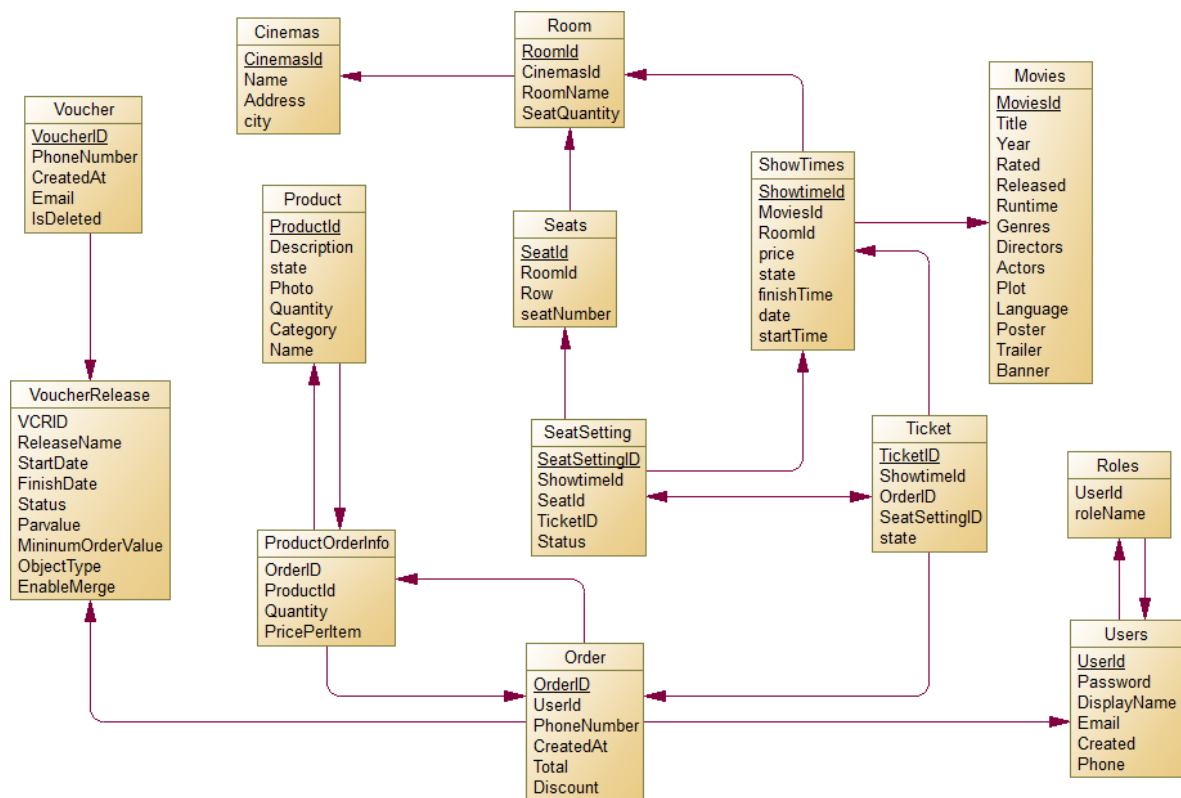 Cinemas
CinemasId
Name
Address
city
Room
RoomId
CinemasId
RoomName
SeatQuantity
Movies
MoviesId
Title
Year
Rated
Released
Runtime
Genres
Directors
Actors
Plot
Language
Poster
Trailer
Banner
Voucher
VoucherID
PhoneNumber
CreatedAt
Email
IsDeleted
ShowTimes
ShowtimeId
MoviesId
RoomId
price
state
finishTime
date
startTime
Product
ProductId
Description
state
Photo
Quantity
Category
Name
Seats
SeatId
RoomId
Row
seatNumber
VoucherRelease
VCRID
ReleaseName
StartDate
FinishDate
Status
Parvalue
MininumOrderValue
ObjectType
EnableMerge
SeatSetting
SeatSettingID
ShowtimeId
SeatId
TicketID
Status
Ticket
TicketID
ShowtimeId
OrderID
SeatSettingID
state
Roles
UserId
roleName
ProductOrderInfo
OrderID
ProductId
Quantity
PricePerItem
Order
OrderID
UserId
PhoneNumber
CreatedAt
Total
Discount
Users
UserId
Password
DisplayName
Email
Created
Phone